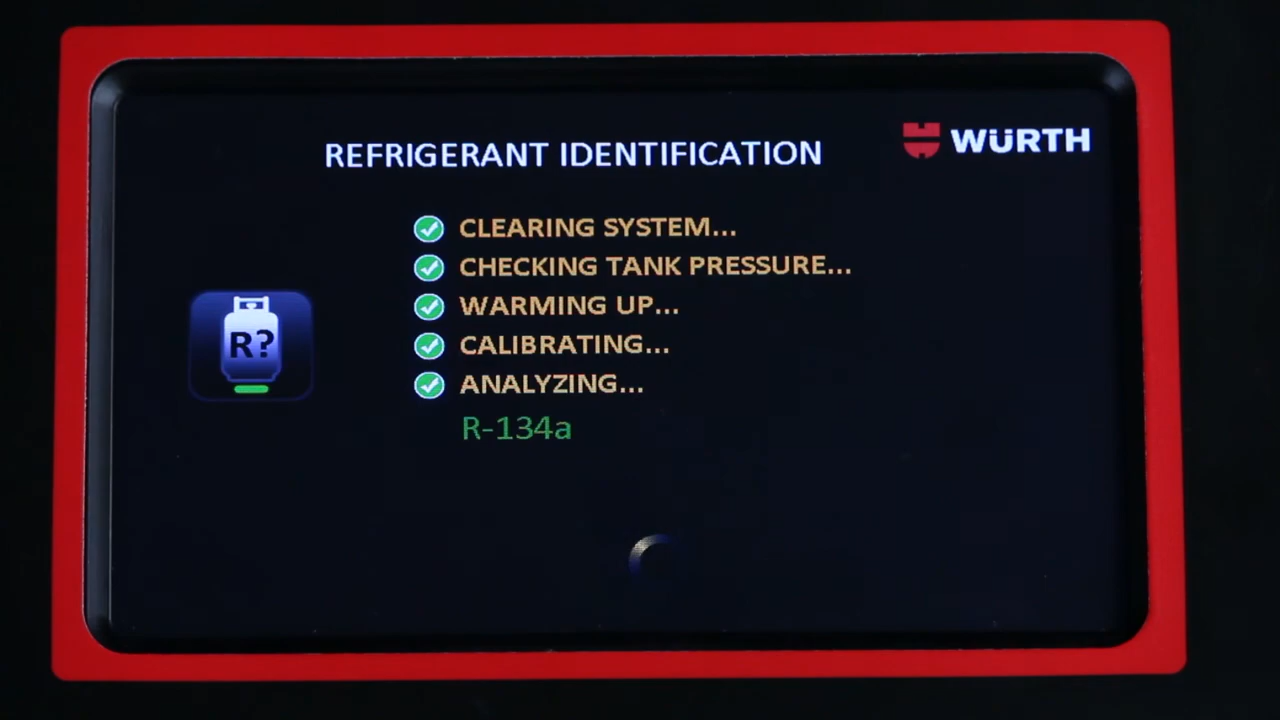 REFRIGERANT IDENTIFICATION
WÜRTH
CLEARING SYSTEM...
CHECKING TANK PRESSURE...
WARMING UP...
R?
CALIBRATING...
ANALYZING...
R-134a